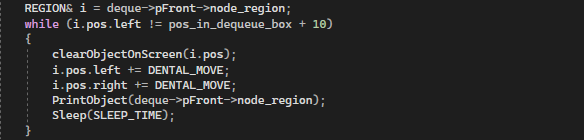 REGION& i = deque->pFront->node_region;
while (i.pos.left != pos_in_dequeue_box + 10)
{
clearObjectOnScreen(i.pos);
i.pos.left += DENTAL_MOVE;
i.pos.right += DENTAL_MOVE;
PrintObject(deque->pFront->node_region);
Sleep(SLEEP_TIME);
}